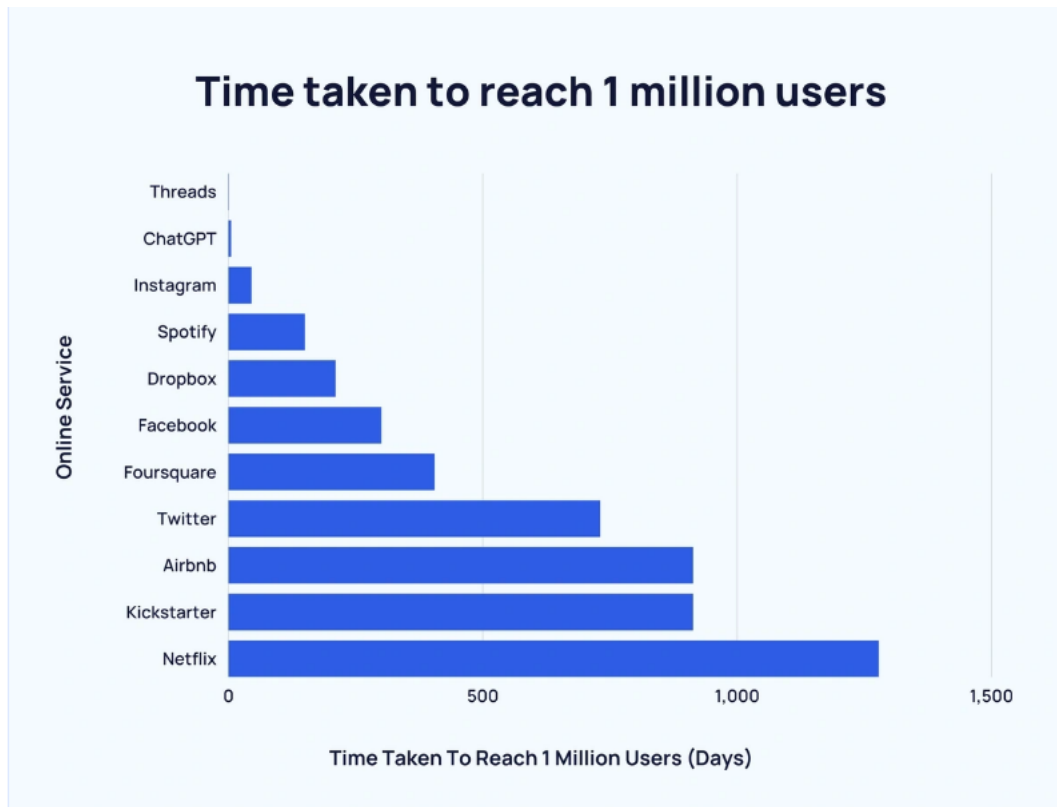 Time taken to reach 1 million users
Online Service
Threads
ChatGPT
Instagram
Spotify
Dropbox
Facebook
Foursquare
Twitter
Airbnb
Kickstarter
Netflix
0 500 1,000 1,500
Time Taken To Reach 1 Million Users (Days)